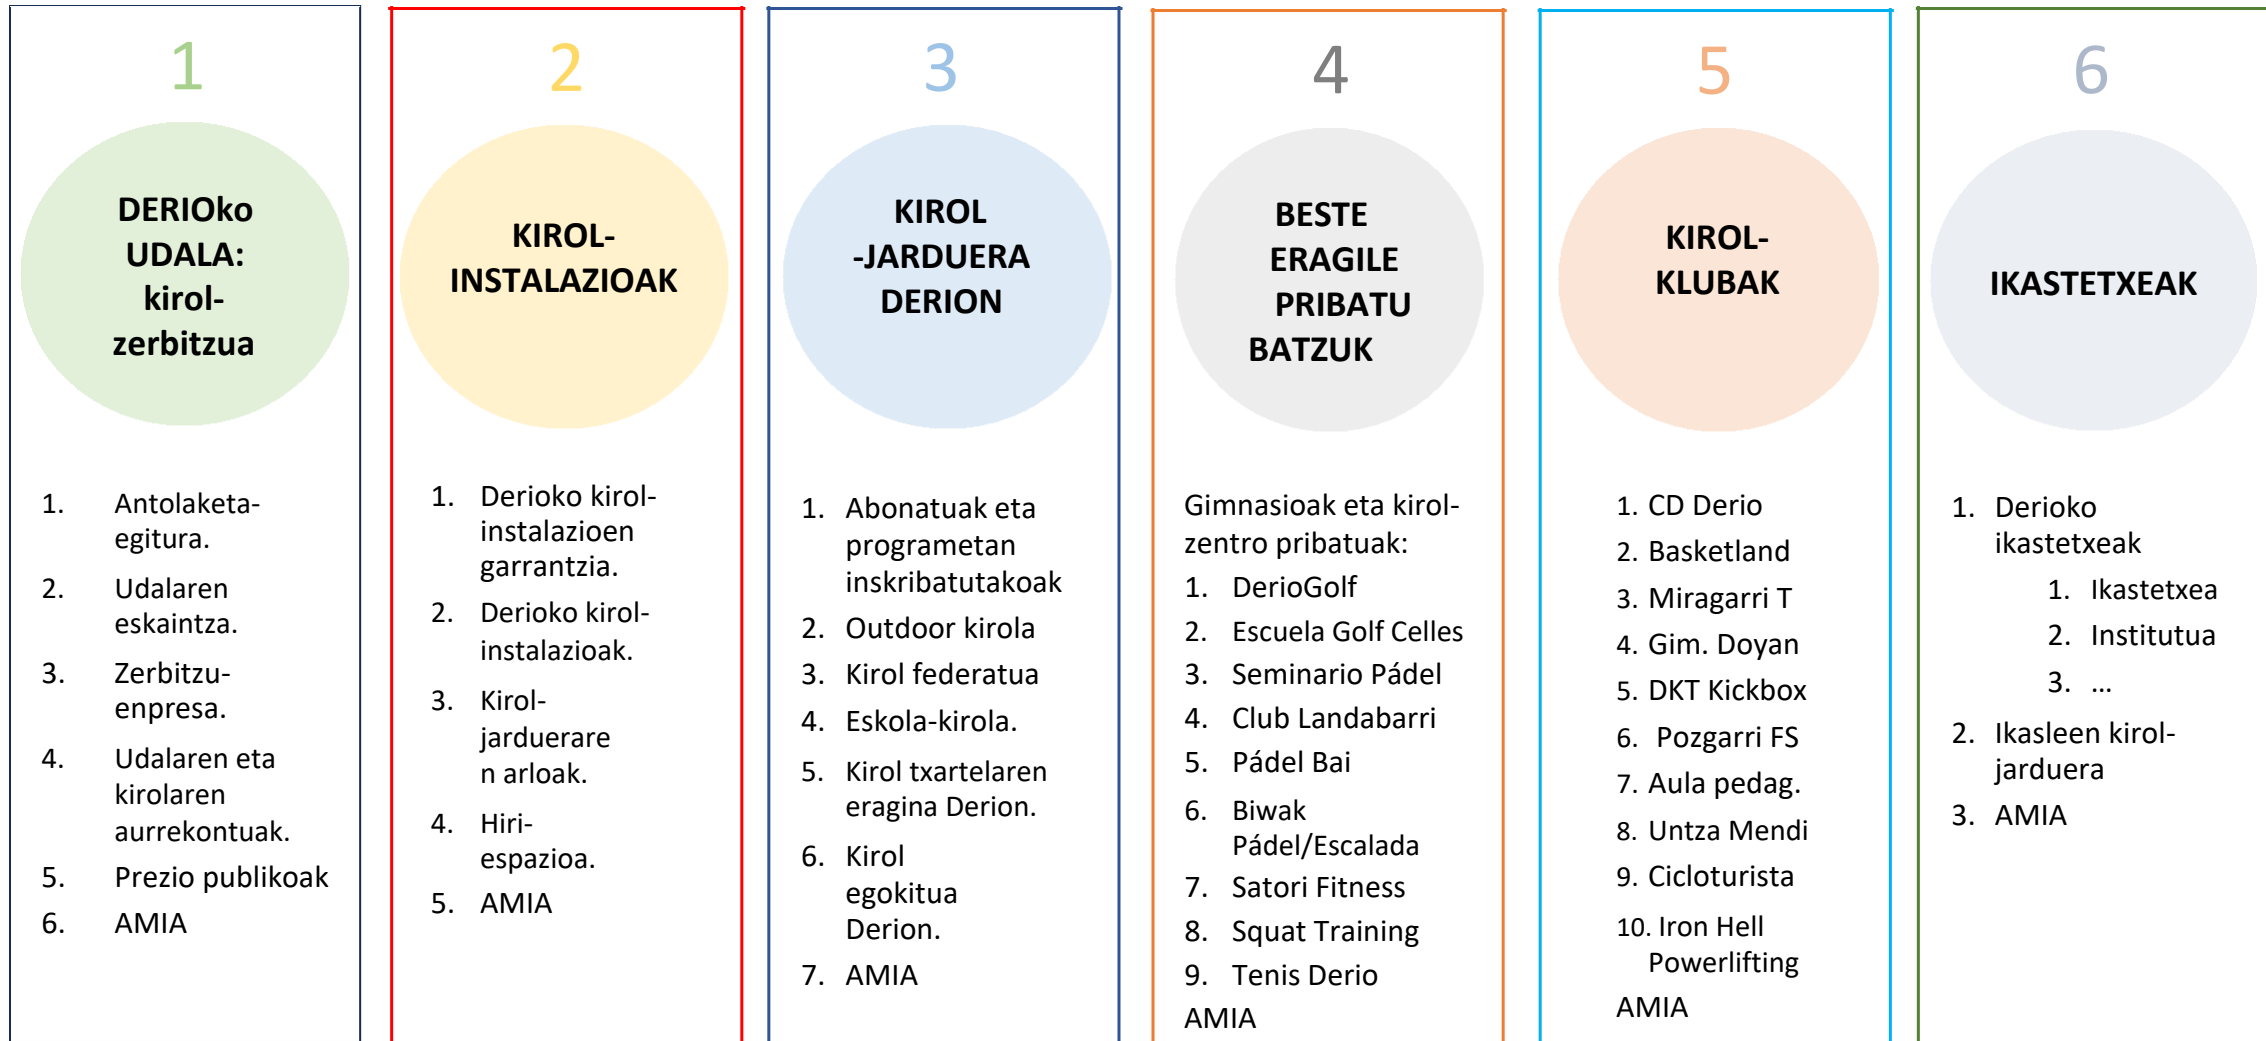 1
DERIOko
UDALA:
kirol-
zerbitzua
1. Antolaketa-
egitura.
2. Udalaren
eskaintza.
3. Zerbitzu-
enpresa.
4. Udalaren eta
kirolaren
aurrekontuak.
5. Prezio publikoak
6. AMIA
2
KIROL-
INSTALAZIOAK
1. Derioko kirol-
instalazioen
garrantzia.
2. Derioko kirol-
instalazioak.
3. Kirol-
jarduerare
n arloak.
4. Hiri-
espazioa.
5. AMIA
3
KIROL
-JARDUERA
DERION
1. Abonatuak eta
programetan
inskribatutakoak
2. Outdoor kirola
3. Kirol federatua
4. Eskola-kirola.
5. Kirol txartelaren
eragina Derion.
6. Kirol
egokitua
Derion.
7. AMIA
4
BESTE
ERAGILE
PRIBATU
BATZUK
Gimnasioak eta kirol-
zentro pribatuak:
1. DerioGolf
2. Escuela Golf Celles
3. Seminario Pádel
4. Club Landabarri
5. Pádel Bai
6. Biwak
Pádel/Escalada
7. Satori Fitness
8. Squat Training
9. Tenis Derio
AMIA
5
KIROL-
KLUBAK
1. CD Derio
2. Basketland
3. Miragarri T
4. Gim. Doyan
5. DKT Kickbox
6. Pozgarri FS
7. Aula pedag.
8. Untza Mendi
9. Cicloturista
10. Iron Hell
Powerlifting
AMIA
6
IKASTETXEAK
1. Derioko
ikastetxeak
1. Ikastetxea
2. Institutua
3. ...
2. Ikasleen kirol-
jarduera
3. AMIA